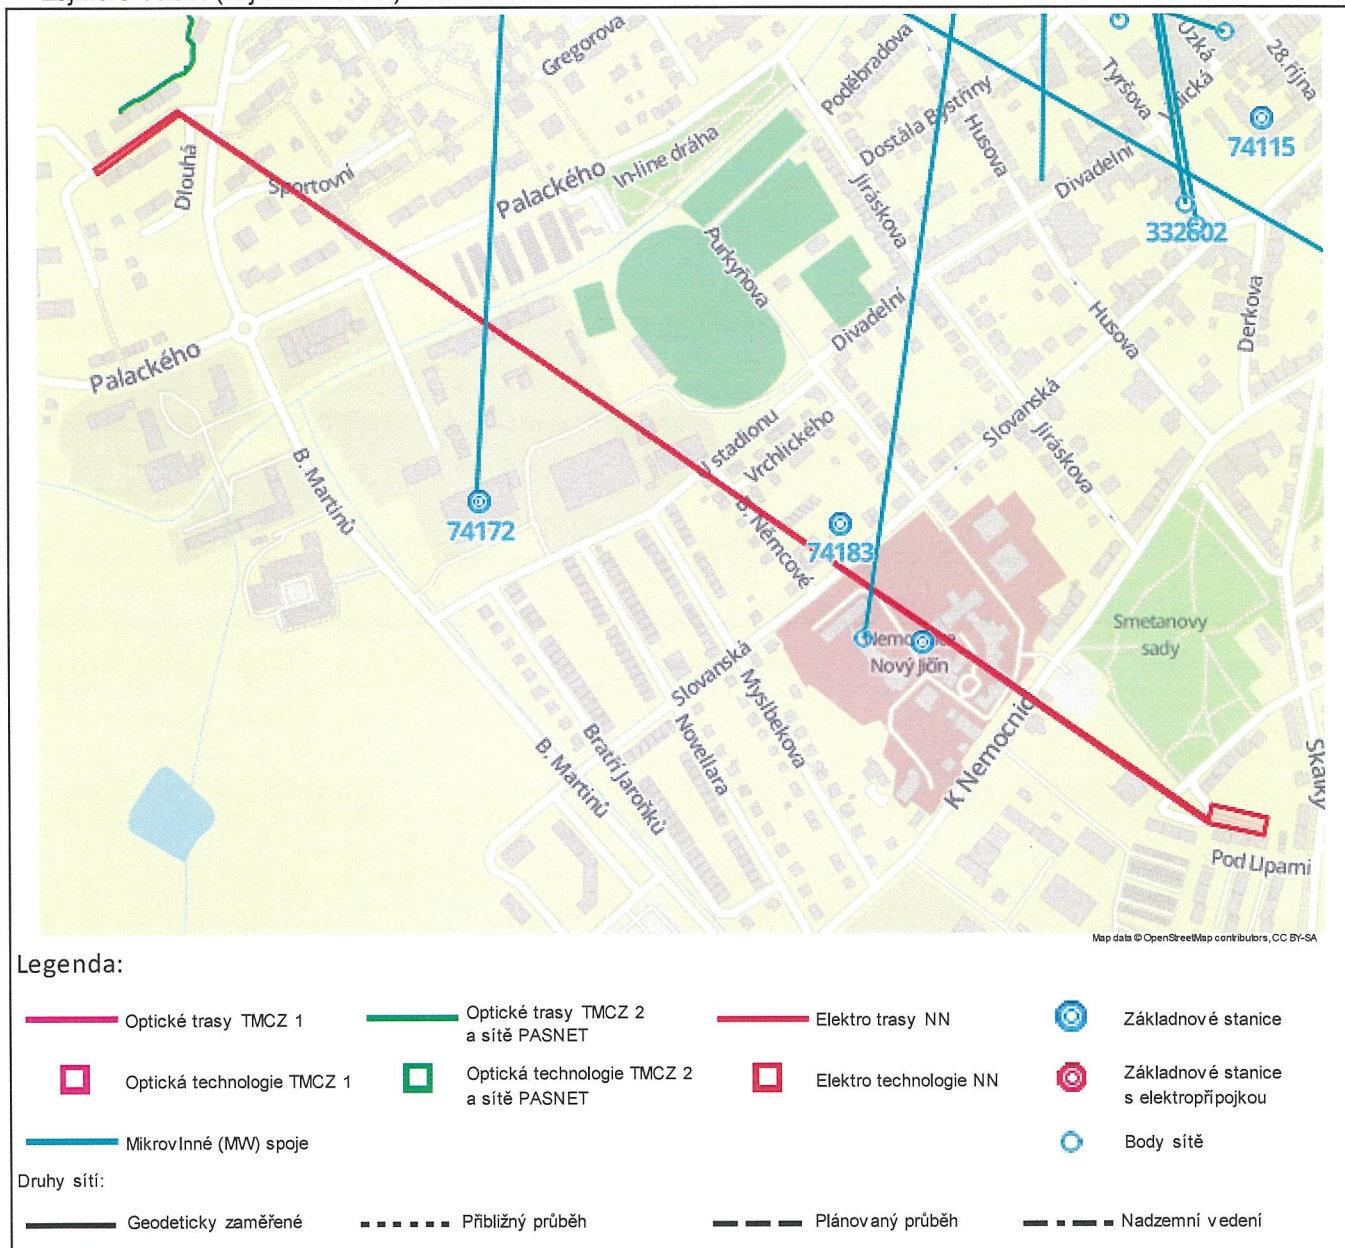 Gregorova
Poděbradova
Úzká
28.října
Tyršova
Dostála Bystřiny
Husova
74115
In-line dráha
Divadelní
Dlouhá
Sportovní
Palackého
Jiráskova
332602
Purkyňova
Derkova
Husova
Divadelní
Palackého
Slovanská
U stadionu
Vrchlického
Jiráskova
B. Martinů
74172
B. Němcové
74183
Smetanovy
sady
Nemocnice
Nový Jičín
Slovanská
Myslbekova
K Nemocnici
Novellara
Bratří Jaroňků
B. Martinů
Skalky
Pod Lipami
Map data © OpenStreetMap contributors, CC BY-SA
Legenda:
Optické trasy TMCZ 1
Optické trasy TMCZ 2
a sítě PASNET
Elektro trasy NN
Základnové stanice
Optická technologie TMCZ 1
Optická technologie TMCZ 2
a sítě PASNET
Elektro technologie NN
Základnové stanice
s elektropřípojkou
Mikrovlnné (MW) spoje
Body sítě
Druhy sítí:
Geodeticky zaměřené
Přibližný průběh
Plánovaný průběh
Nadzemní vedení